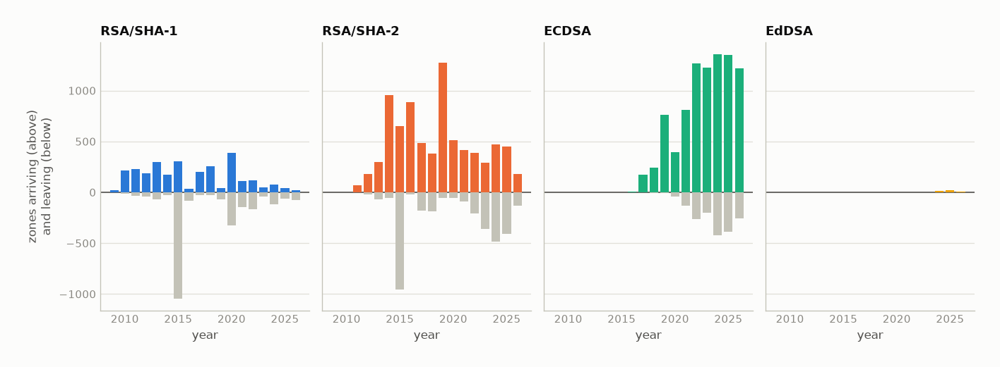 RSA/SHA-1 RSA/SHA-2 ECDSA EdDSA
zones arriving (above)
and leaving (below)
1000
500
0
−500
−1000
2010 2015 2020 2025 2010 2015 2020 2025 2010 2015 2020 2025 2010 2015 2020 2025
year year year year